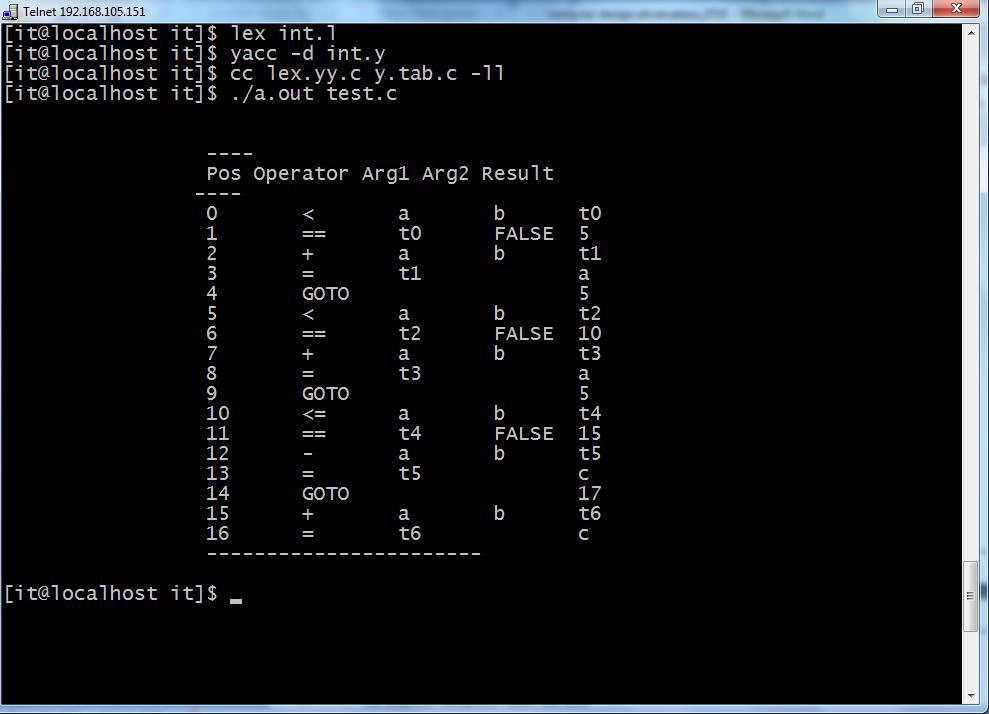 Telnet 192.168.105.151
[it@localhost it]$ lex int.l
[it@localhost it]$ yacc -d int.y
[it@localhost it]$ cc lex.yy.c y.tab.c -ll
[it@localhost it]$ ./a.out test.c
----
Pos Operator Arg1 Arg2 Result
----
0 < a b t0
1 == t0 FALSE 5
2 + a b t1
3 = t1 a
4 GOTO 5
5 < a b t2
6 == t2 FALSE 10
7 + a b t3
8 = t3 a
9 GOTO 5
10 <= a b t4
11 == t4 FALSE 15
12 - a b t5
13 = t5 c
14 GOTO 17
15 + a b t6
16 = t6 c
-----------------------
[it@localhost it]$ _